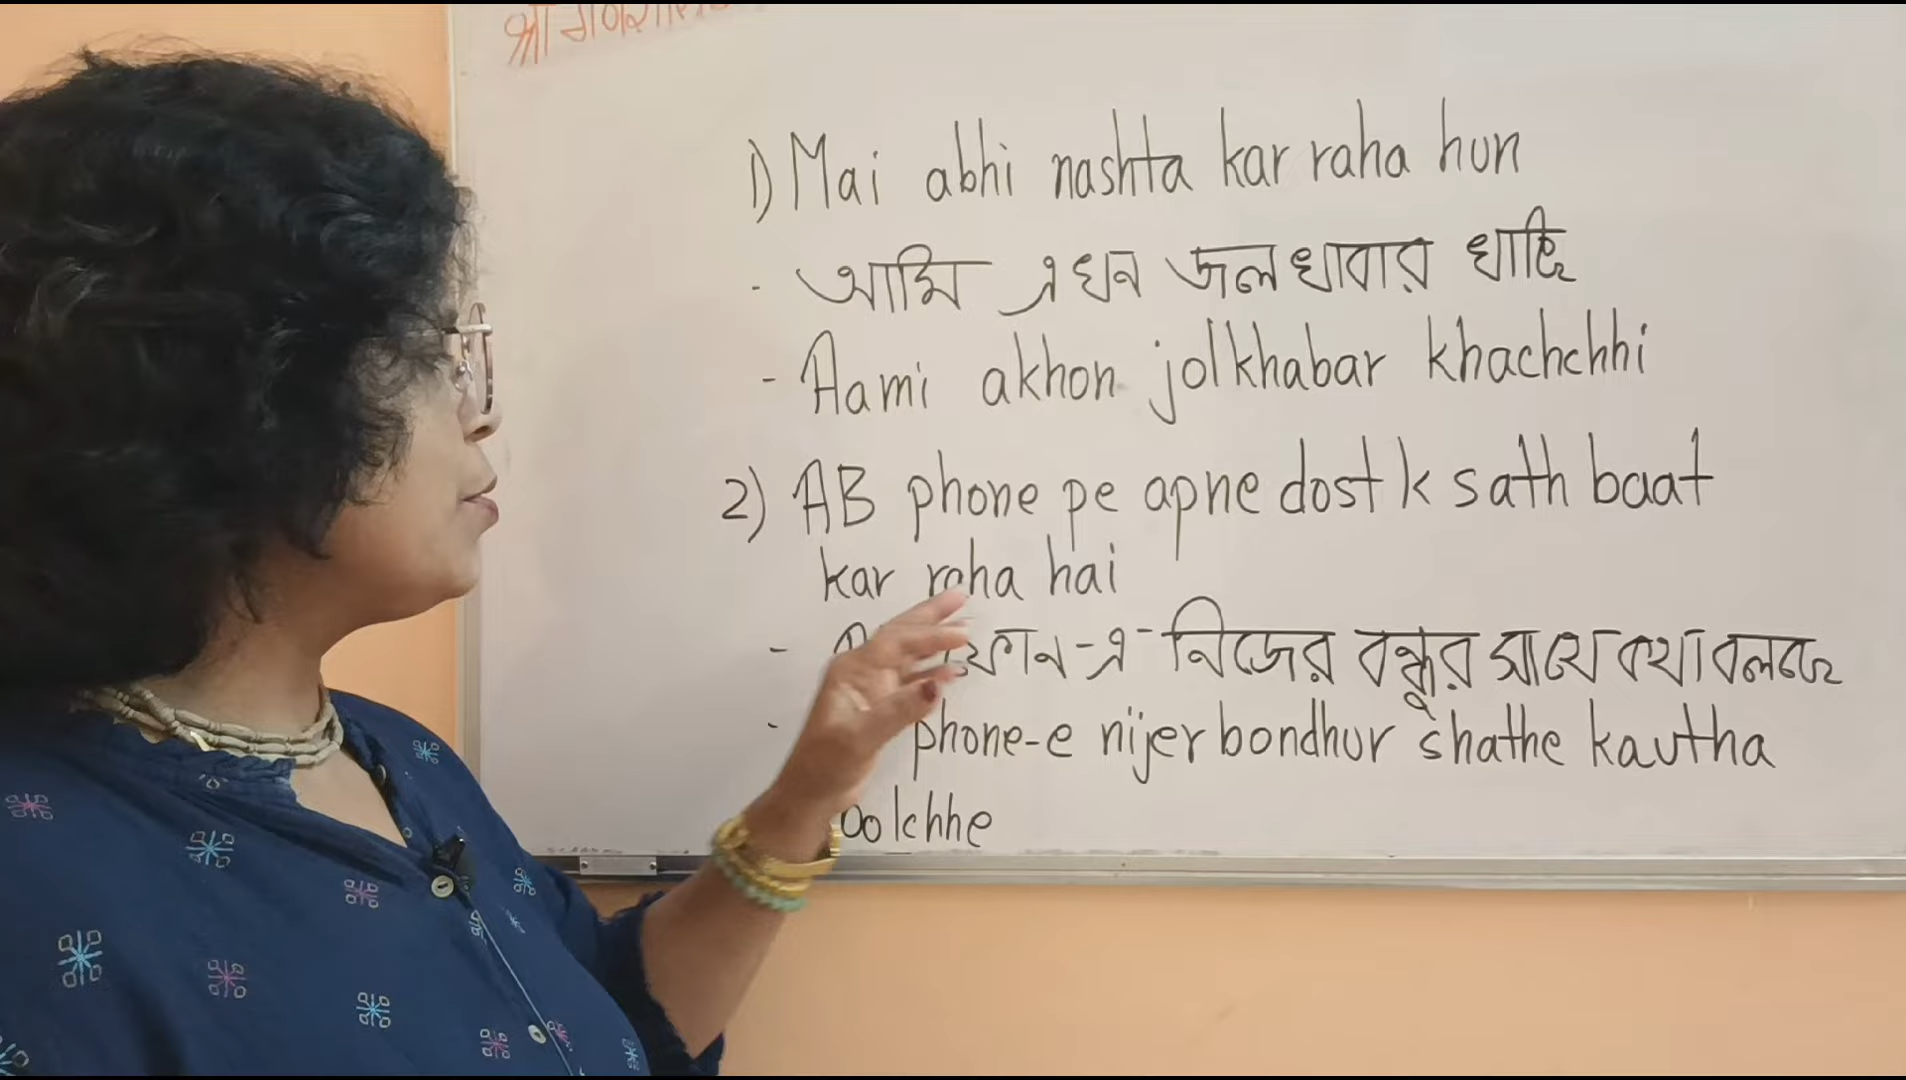 1) Mai abhi nashta kar raha hun
- আমি এখন জলখাবার খাচ্ছি
- Aami akhon jolkhabar khachchhi
2) AB phone pe apne dost k sath baat
kar raha hai
- ফোন-এ নিজের বন্ধুর সাথে কথা বলছে
- phone-e nijer bondhur shathe kautha
bolchhe